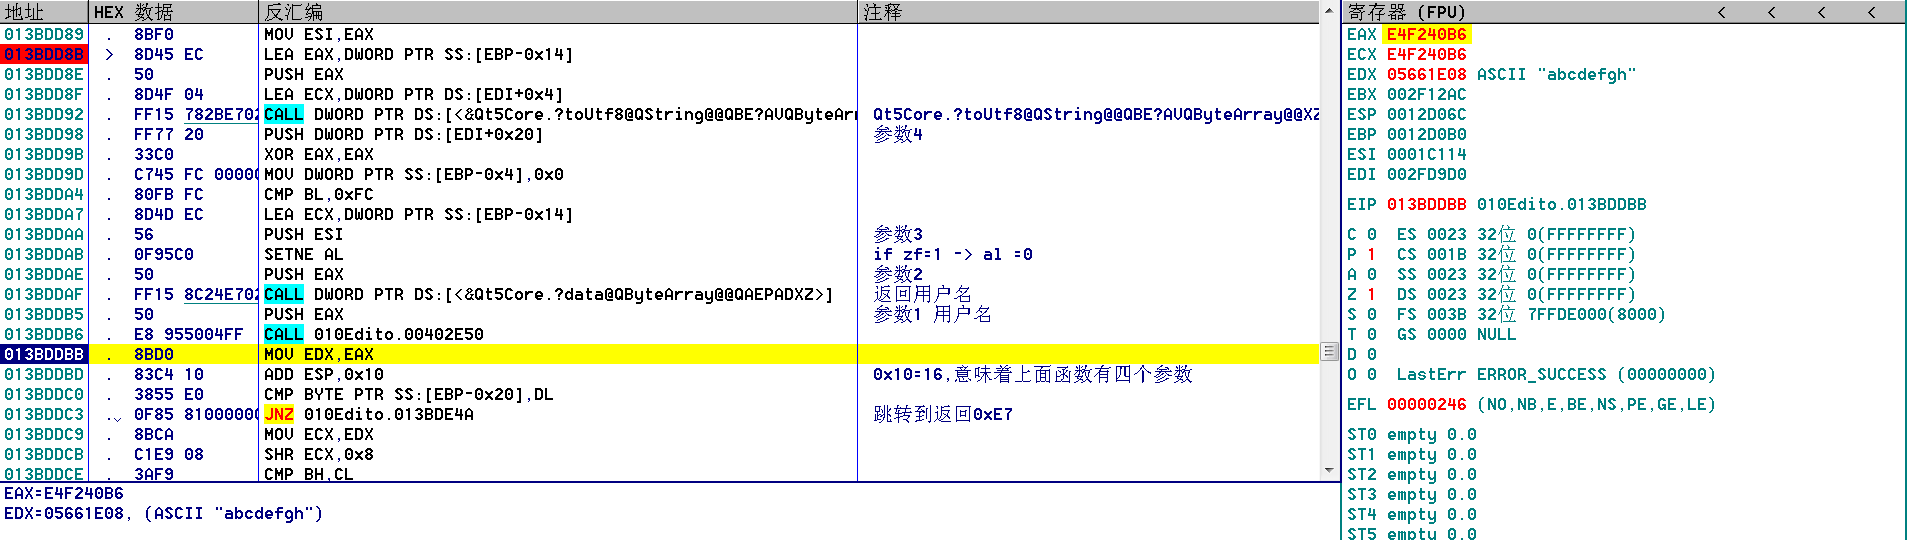 地址 HEX 数据 反汇编 注释
013BDD89 . 8BF0 MOV ESI,EAX
013BDD8B > 8D45 EC LEA EAX,DWORD PTR SS:[EBP-0x14]
013BDD8E . 50 PUSH EAX
013BDD8F . 8D4F 04 LEA ECX,DWORD PTR DS:[EDI+0x4]
013BDD92 . FF15 782BE702 CALL DWORD PTR DS:[<&Qt5Core.?toUtf8@QString@@QBE?AVQByteArr Qt5Core.?toUtf8@QString@@QBE?AVQByteArray@@XZ
013BDD98 . FF77 20 PUSH DWORD PTR DS:[EDI+0x20] 参数4
013BDD9B . 33C0 XOR EAX,EAX
013BDD9D . C745 FC 00000 MOV DWORD PTR SS:[EBP-0x4],0x0
013BDDA4 . 80FB FC CMP BL,0xFC
013BDDA7 . 8D4D EC LEA ECX,DWORD PTR SS:[EBP-0x14]
013BDDAA . 56 PUSH ESI 参数3
013BDDAB . 0F95C0 SETNE AL if zf=1 -> al =0
013BDDAE . 50 PUSH EAX 参数2
013BDDAF . FF15 8C24E702 CALL DWORD PTR DS:[<&Qt5Core.?data@QByteArray@@QAEPADXZ>] 返回用户名
013BDDB5 . 50 PUSH EAX 参数1 用户名
013BDDB6 . E8 955004FF CALL 010Edito.00402E50
013BDDBB . 8BD0 MOV EDX,EAX
013BDDBD . 83C4 10 ADD ESP,0x10 0x10=16,意味着上面函数有四个参数
013BDDC0 . 3855 E0 CMP BYTE PTR SS:[EBP-0x20],DL
013BDDC3 .⌄ 0F85 81000000 JNZ 010Edito.013BDE4A 跳转到返回0xE7
013BDDC9 . 8BCA MOV ECX,EDX
013BDDCB . C1E9 08 SHR ECX,0x8
013BDDCE . 3AF9 CMP BH,CL
EAX=E4F240B6
EDX=05661E08, (ASCII "abcdefgh")
寄存器 (FPU) < < < <
EAX E4F240B6
ECX E4F240B6
EDX 05661E08 ASCII "abcdefgh"
EBX 002F12AC
ESP 0012D06C
EBP 0012D0B0
ESI 0001C114
EDI 002FD9D0
EIP 013BDDBB 010Edito.013BDDBB
C 0 ES 0023 32位 0(FFFFFFFF)
P 1 CS 001B 32位 0(FFFFFFFF)
A 0 SS 0023 32位 0(FFFFFFFF)
Z 1 DS 0023 32位 0(FFFFFFFF)
S 0 FS 003B 32位 7FFDE000(8000)
T 0 GS 0000 NULL
D 0
O 0 LastErr ERROR_SUCCESS (00000000)
EFL 00000246 (NO,NB,E,BE,NS,PE,GE,LE)
ST0 empty 0.0
ST1 empty 0.0
ST2 empty 0.0
ST3 empty 0.0
ST4 empty 0.0
ST5 empty 0.0